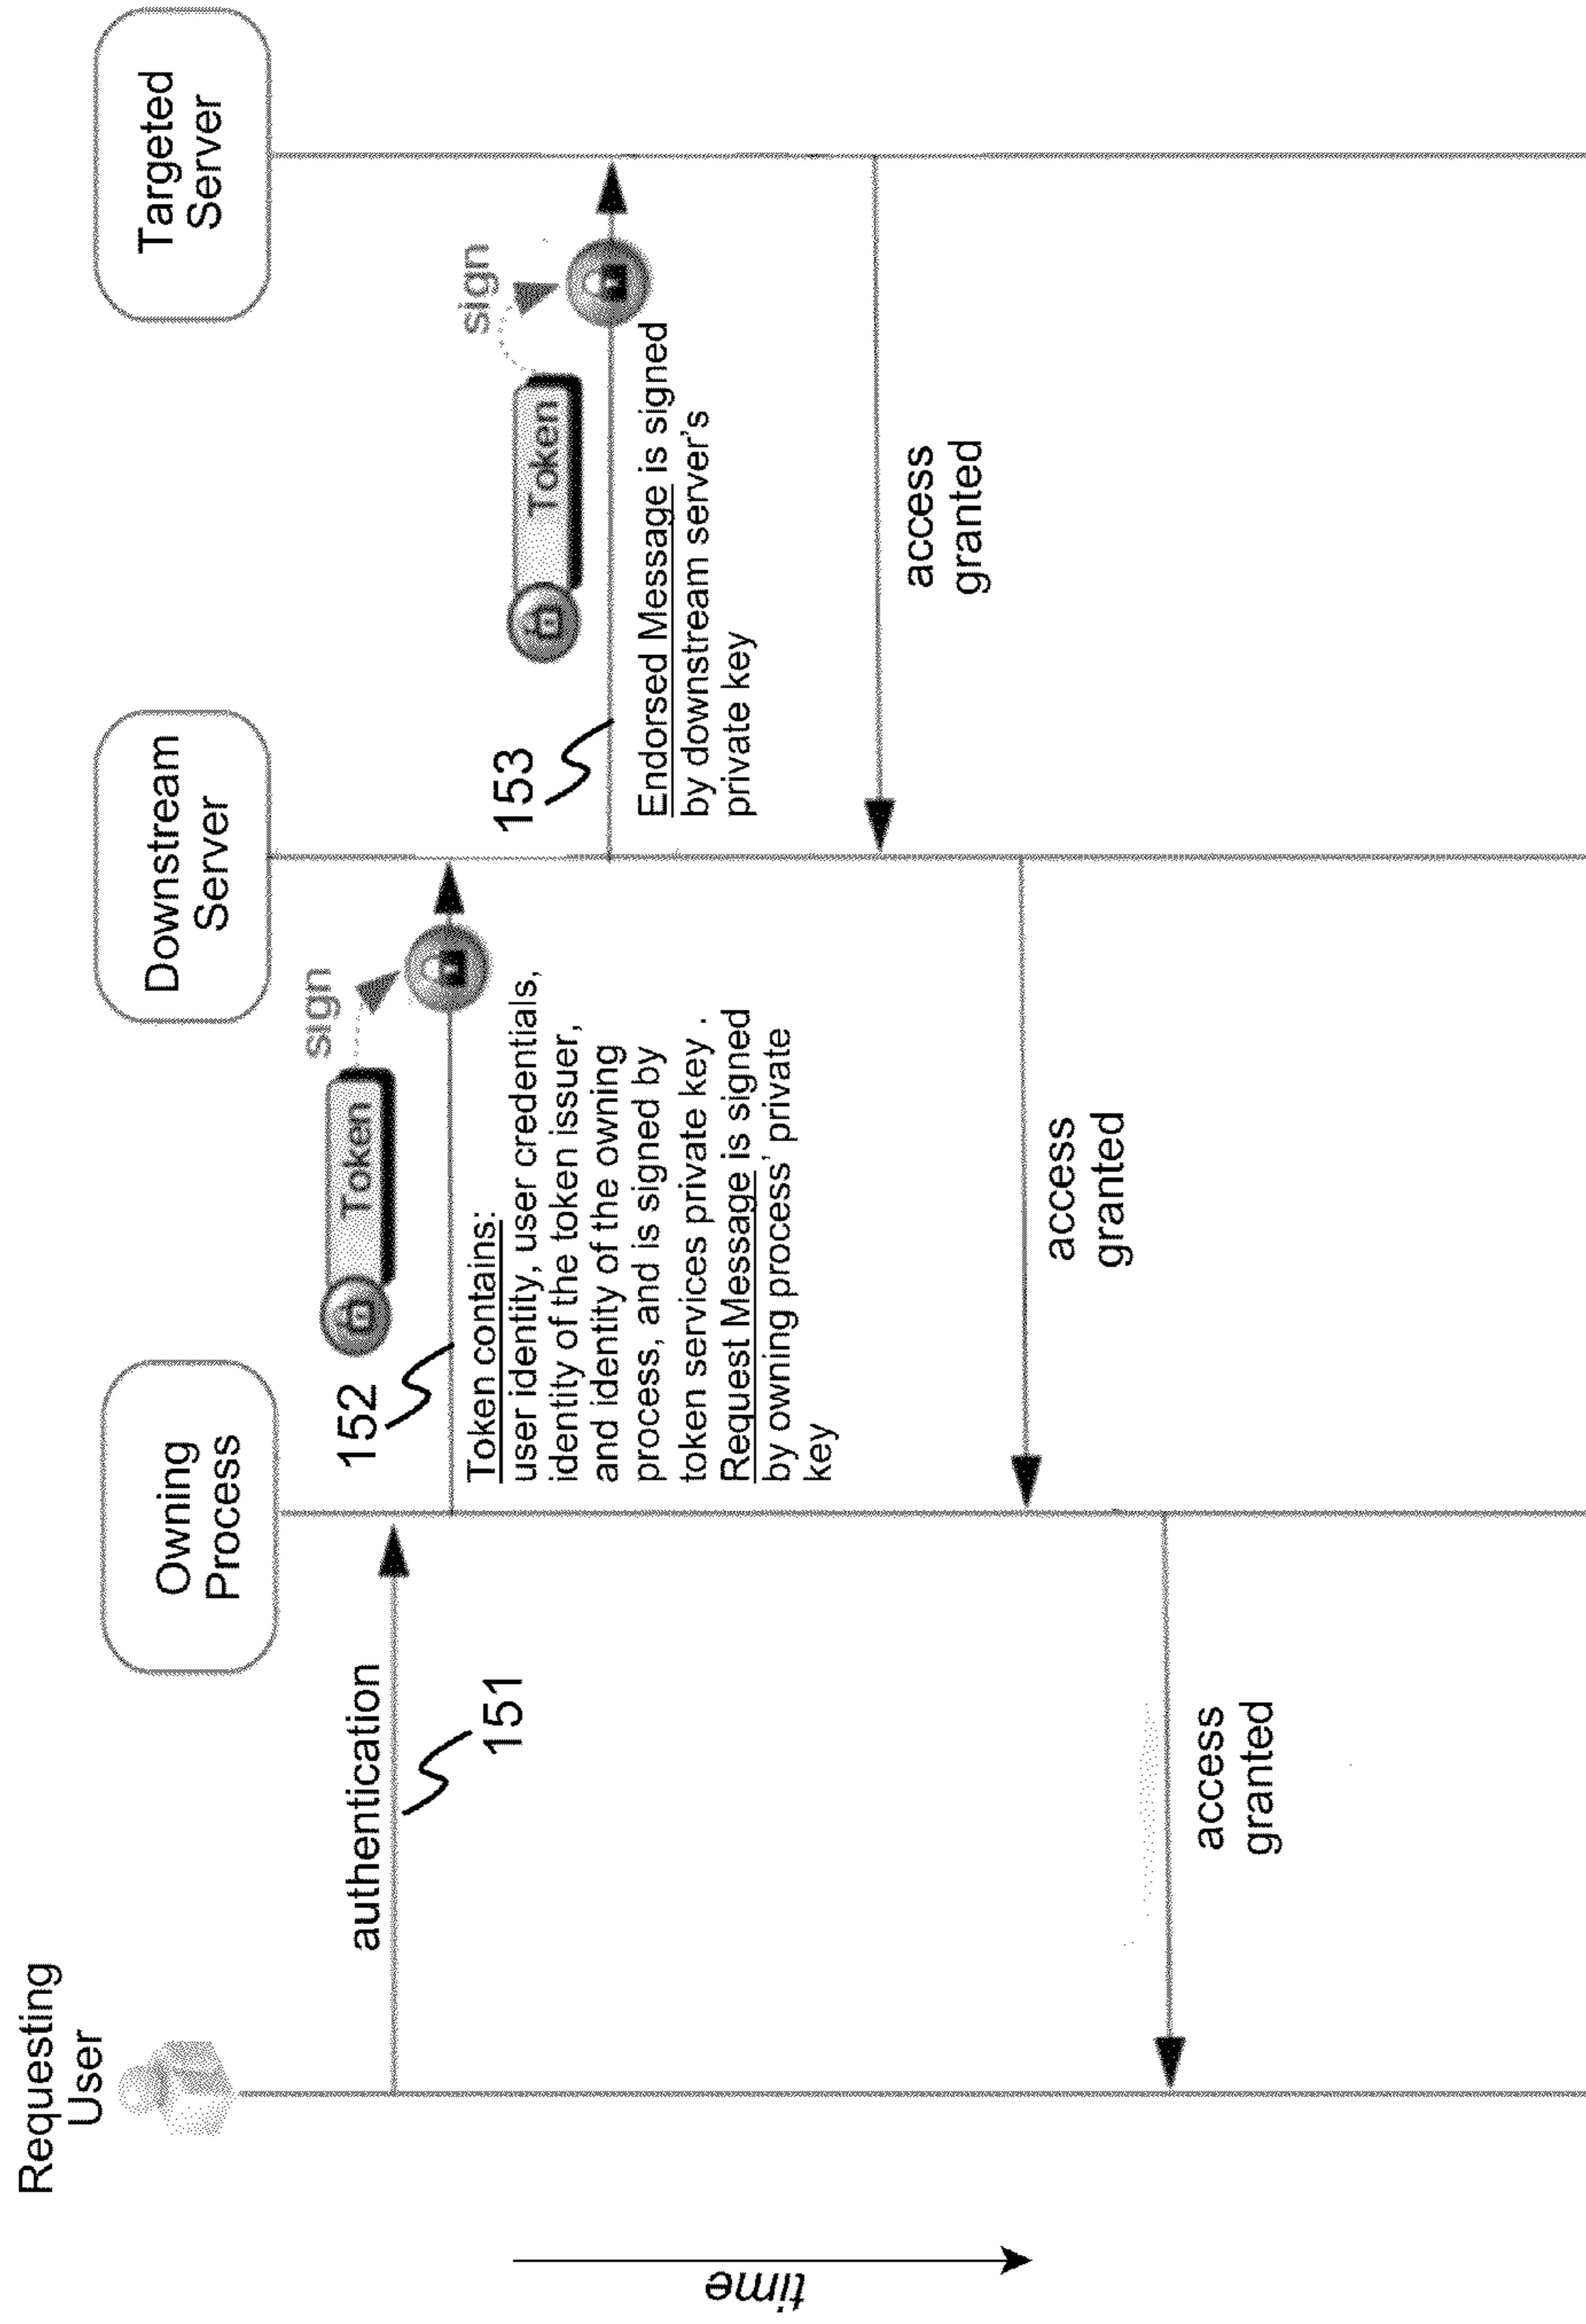 Requesting
User
Owning
Process
Downstream
Server
Targeted
Server
time
authentication
151
152
Token
sign
Token contains:
user identity, user credentials,
identity of the token issuer,
and identity of the owning
process, and is signed by
token services private key .
Request Message is signed
by owning process' private
key
153
Token
sign
Endorsed Message is signed
by downstream server's
private key
access
granted
access
granted
access
granted